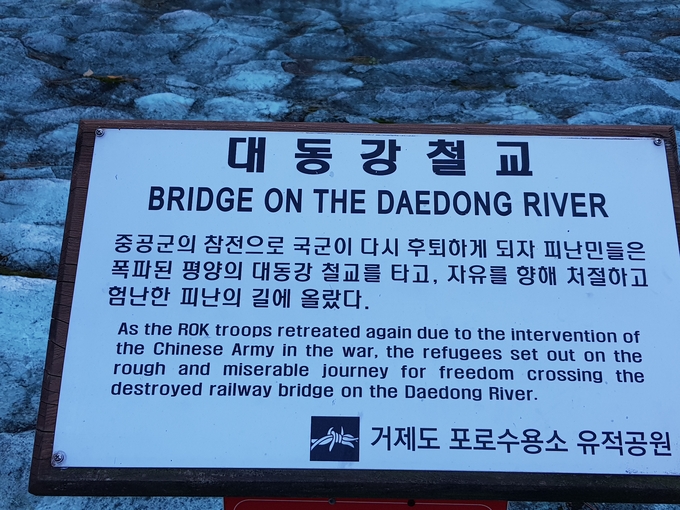 대동강철교
BRIDGE ON THE DAEDONG RIVER
중공군의 참전으로 국군이 다시 후퇴하게 되자 피난민들은
폭파된 평양의 대동강 철교를 타고, 자유를 향해 처절하고
험난한 피난의 길에 올랐다.
As the ROK troops retreated again due to the intervention of
the Chinese Army in the war, the refugees set out on the
rough and miserable journey for freedom crossing the
destroyed railway bridge on the Daedong River.
거제도 포로수용소 유적공원